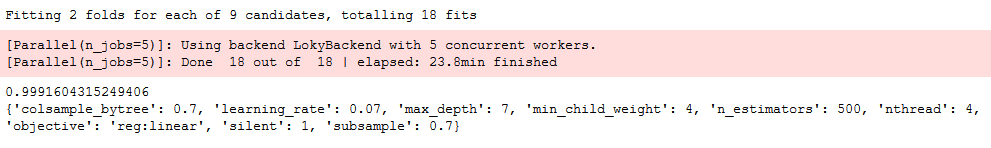 Fitting 2 folds for each of 9 candidates, totalling 18 fits
[Parallel(n_jobs=5)]: Using backend LokyBackend with 5 concurrent workers.
[Parallel(n_jobs=5)]: Done  18 out of  18 | elapsed: 23.8min finished
0.9991604315249406
{'colsample_bytree': 0.7, 'learning_rate': 0.07, 'max_depth': 7, 'min_child_weight': 4, 'n_estimators': 500, 'nthread': 4,
'objective': 'reg:linear', 'silent': 1, 'subsample': 0.7}